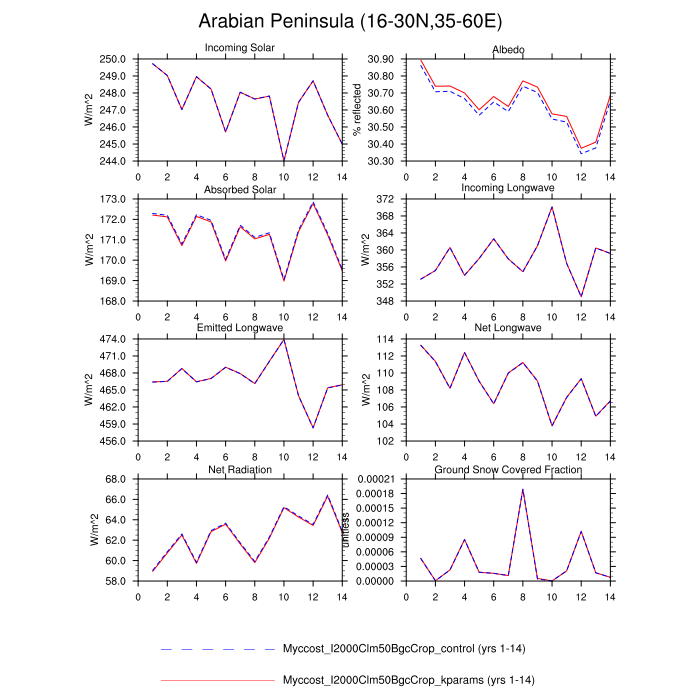 Arabian Peninsula (16-30N,35-60E)
Incoming Solar
W/m^2
250.0
249.0
248.0
247.0
246.0
245.0
244.0
0 2 4 6 8 10 12 14
Albedo
% reflected
30.90
30.80
30.70
30.60
30.50
30.40
30.30
0 2 4 6 8 10 12 14
Absorbed Solar
W/m^2
173.0
172.0
171.0
170.0
169.0
168.0
0 2 4 6 8 10 12 14
Incoming Longwave
W/m^2
372
368
364
360
356
352
348
0 2 4 6 8 10 12 14
Emitted Longwave
W/m^2
474.0
471.0
468.0
465.0
462.0
459.0
456.0
0 2 4 6 8 10 12 14
Net Longwave
W/m^2
114
112
110
108
106
104
102
0 2 4 6 8 10 12 14
Net Radiation
W/m^2
68.0
66.0
64.0
62.0
60.0
58.0
0 2 4 6 8 10 12 14
Ground Snow Covered Fraction
unitless
0.00021
0.00018
0.00015
0.00012
0.00009
0.00006
0.00003
0.00000
0 2 4 6 8 10 12 14
Myccost_I2000Clm50BgcCrop_control (yrs 1-14)
Myccost_I2000Clm50BgcCrop_kparams (yrs 1-14)